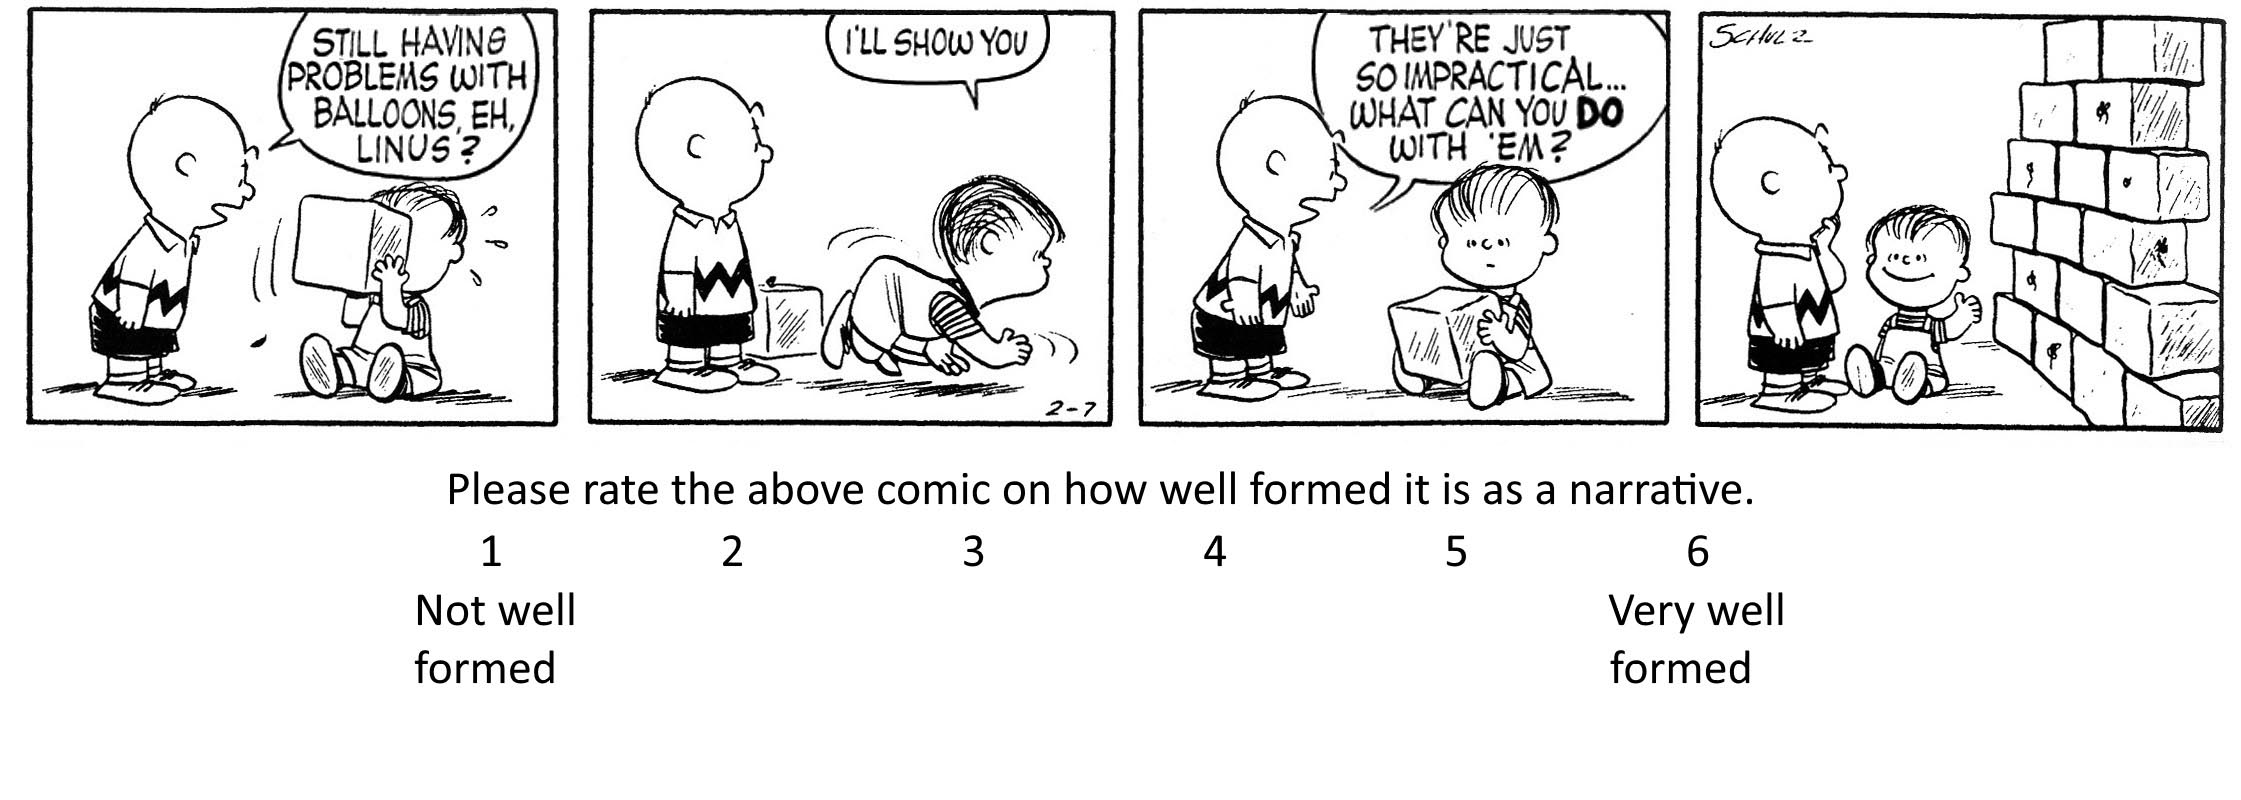 STILL HAVING
PROBLEMS WITH
BALLOONS, EH,
LINUS?
I'LL SHOW YOU
2-7
THEY'RE JUST
SO IMPRACTICAL...
WHAT CAN YOU DO
WITH 'EM?
SCHULZ
Please rate the above comic on how well formed it is as a narrative.
1 2 3 4 5 6
Not well
formed
Very well
formed